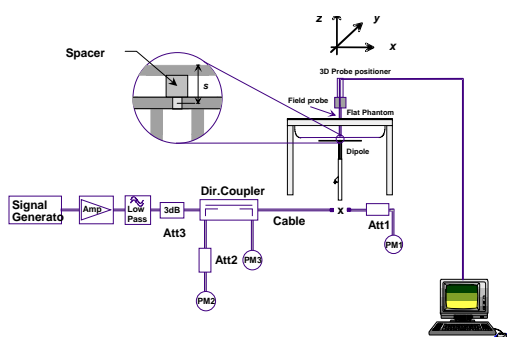 z
y
x
Spacer
s
3D Probe positioner
Field probe
Flat Phantom
Dipole
Signal
Generato
Amp
Low
Pass
3dB
Att3
Dir.Coupler
Cable
x
Att1
PM1
Att2
PM3
PM2